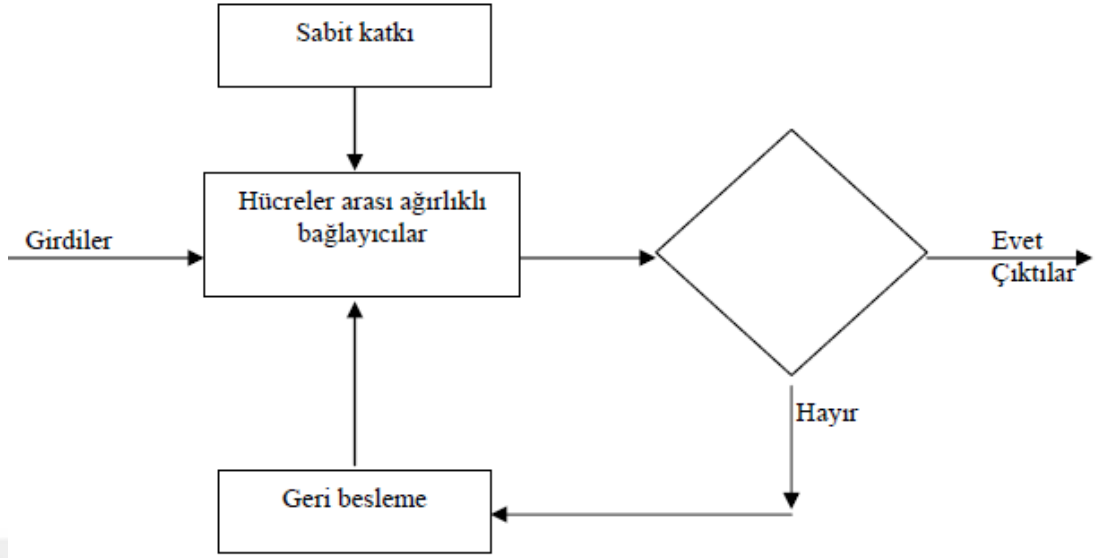 Sabit katkı
Hücreler arası ağırlıklı
bağlayıcılar
Girdiler
Evet
Çıktılar
Hayır
Geri besleme